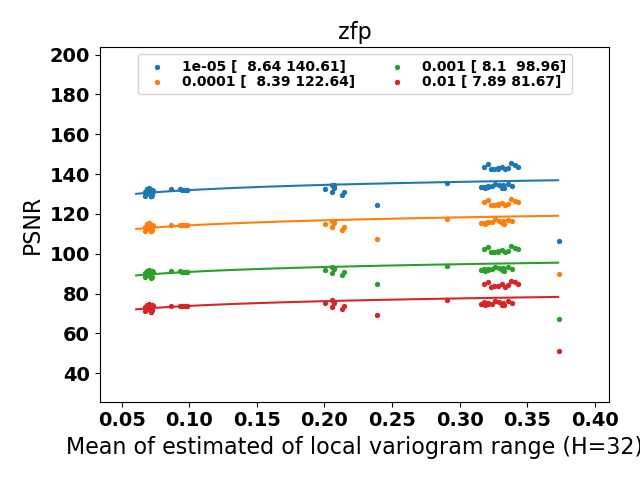 zfp
1e-05 [  8.64 140.61]
0.0001 [  8.39 122.64]
0.001 [ 8.1  98.96]
0.01 [ 7.89 81.67]
PSNR
200
180
160
140
120
100
80
60
40
0.05 0.10 0.15 0.20 0.25 0.30 0.35 0.40
Mean of estimated of local variogram range (H=32)